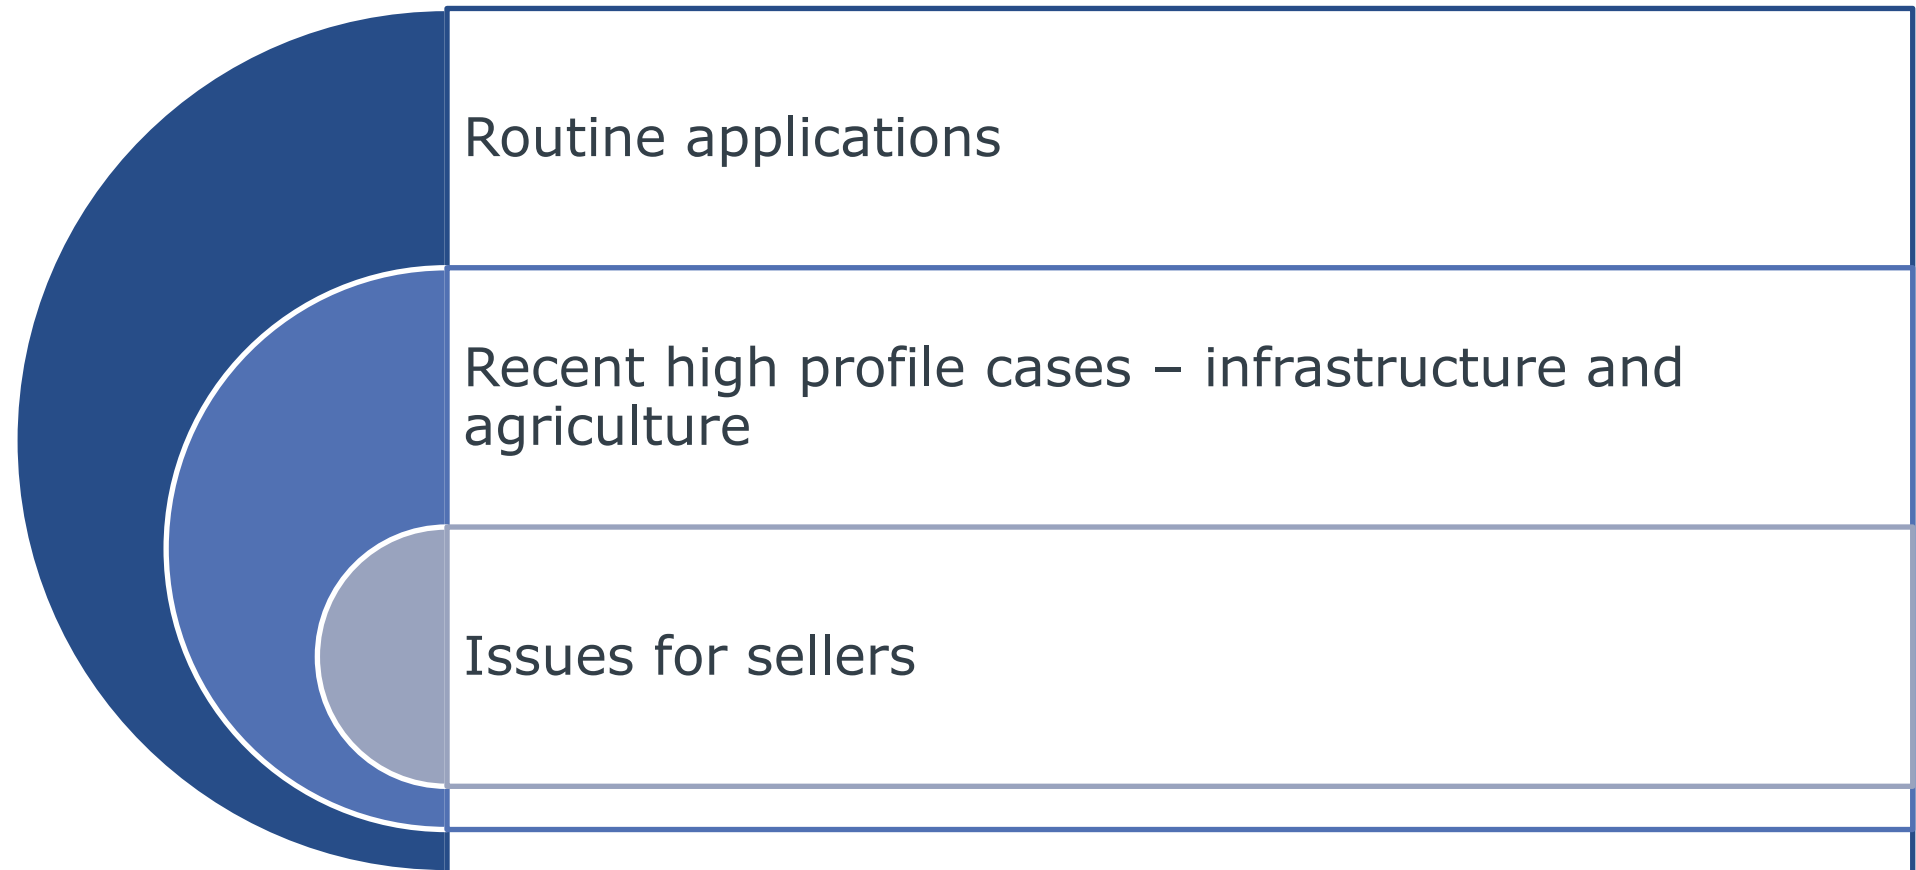 Routine applications
Recent high profile cases – infrastructure and
agriculture
Issues for sellers